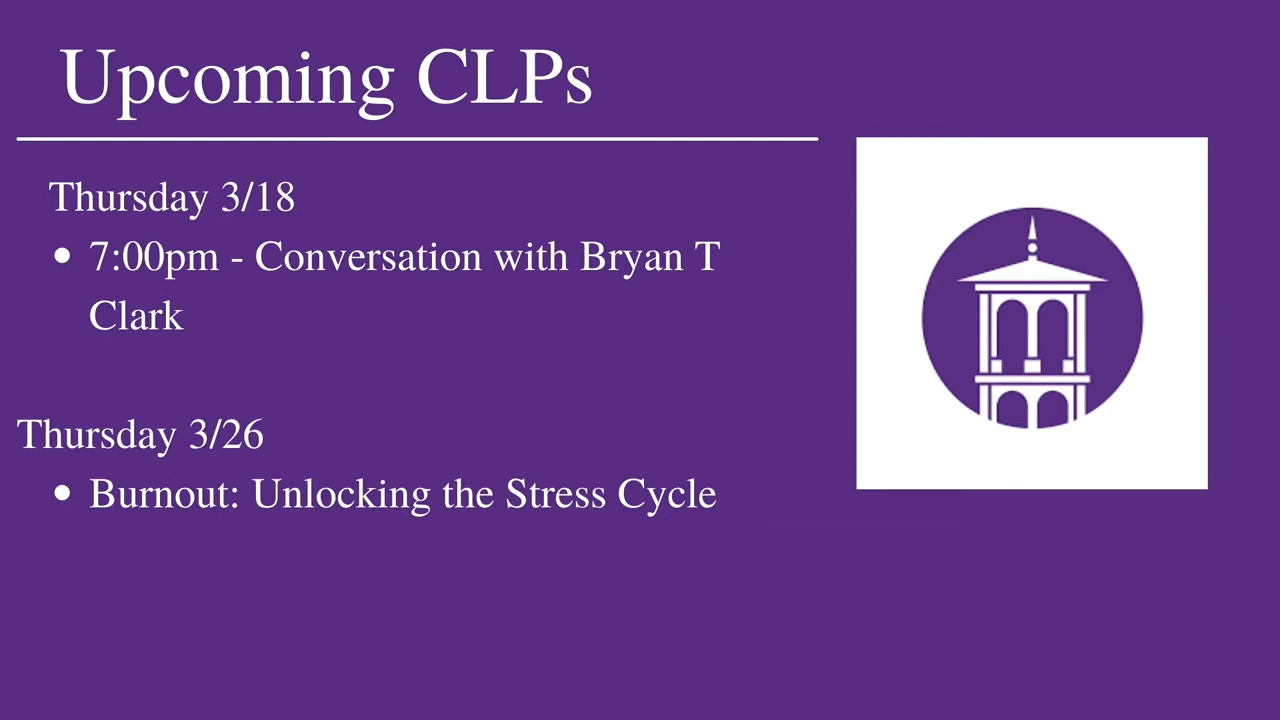 Upcoming CLPs
Thursday 3/18
• 7:00pm - Conversation with Bryan T
Clark
Thursday 3/26
• Burnout: Unlocking the Stress Cycle